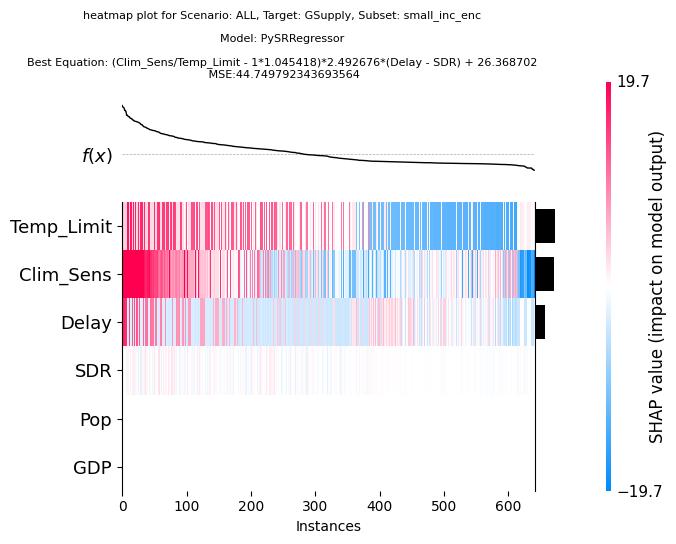 heatmap plot for Scenario: ALL, Target: GSupply, Subset: small_inc_enc
Model: PySRRegressor
Best Equation: (Clim_Sens/Temp_Limit - 1*1.045418)*2.492676*(Delay - SDR) + 26.368702
MSE:44.749792343693564
19.7
f(x)
Temp_Limit
Clim_Sens
Delay
SDR
Pop
GDP
SHAP value (impact on model output)
−19.7
0 100 200 300 400 500 600
Instances